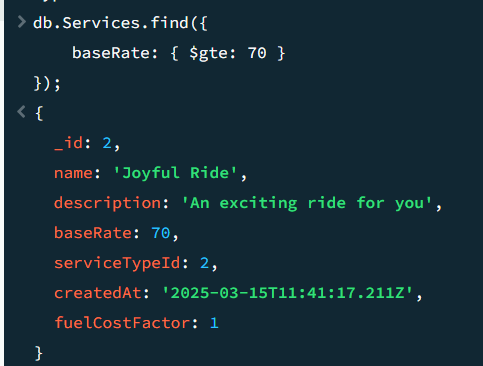 > db.Services.find({
baseRate: { $gte: 70 }
});
< {
_id: 2,
name: 'Joyful Ride',
description: 'An exciting ride for you',
baseRate: 70,
serviceTypeId: 2,
createdAt: '2025-03-15T11:41:17.211Z',
fuelCostFactor: 1
}